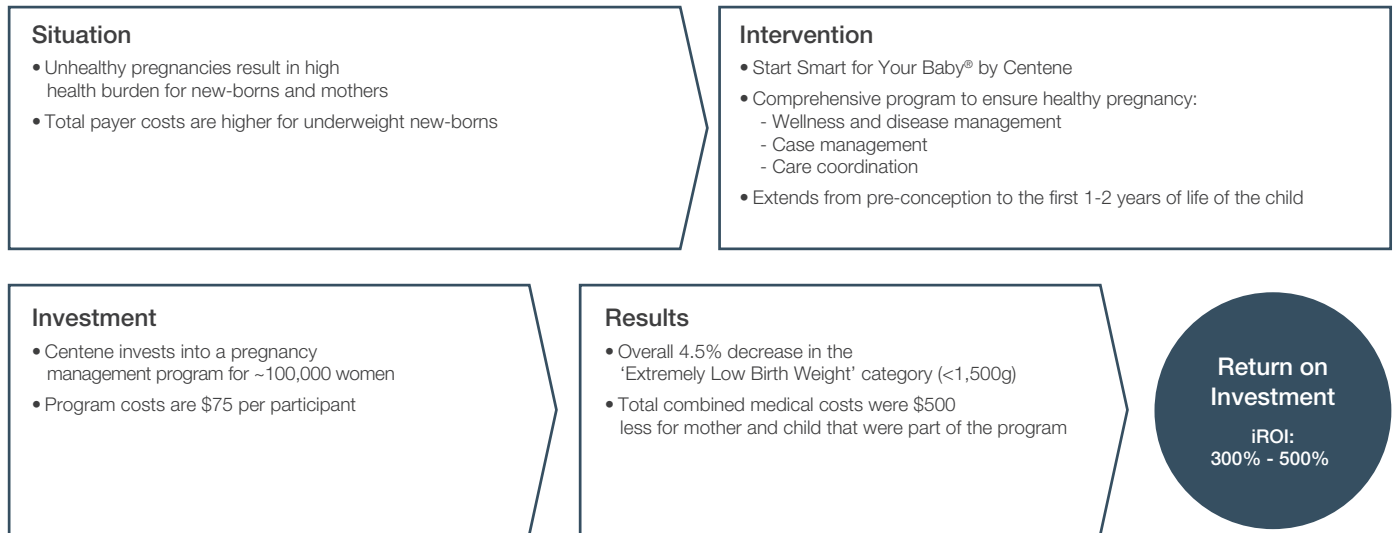 Situation
• Unhealthy pregnancies result in high
health burden for new-borns and mothers
• Total payer costs are higher for underweight new-borns
Intervention
• Start Smart for Your Baby® by Centene
• Comprehensive program to ensure healthy pregnancy:
- Wellness and disease management
- Case management
- Care coordination
• Extends from pre-conception to the first 1-2 years of life of the child
Investment
• Centene invests into a pregnancy
management program for ~100,000 women
• Program costs are $75 per participant
Results
• Overall 4.5% decrease in the
‘Extremely Low Birth Weight’ category (<1,500g)
• Total combined medical costs were $500
less for mother and child that were part of the program
Return on
Investment
iROI:
300% - 500%